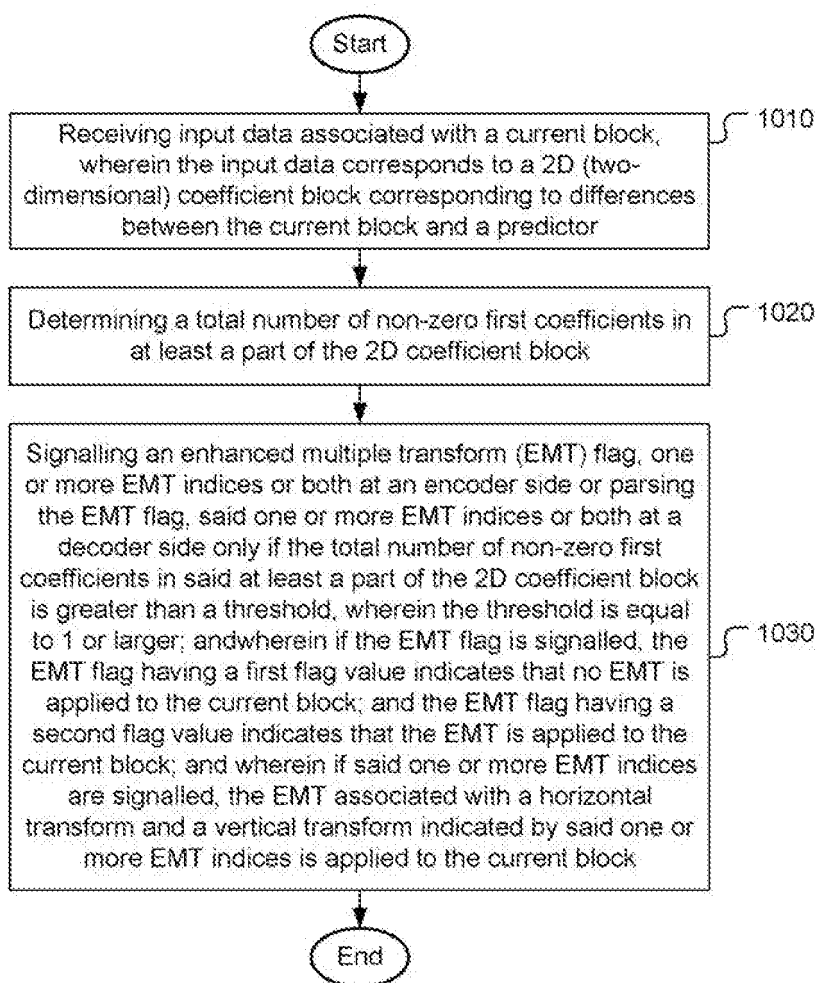 Start
Receiving input data associated with a current block,
wherein the input data corresponds to a 2D (two-
dimensional) coefficient block corresponding to differences
between the current block and a predictor
1010
Determining a total number of non-zero first coefficients in
at least a part of the 2D coefficient block
1020
Signalling an enhanced multiple transform (EMT) flag, one
or more EMT indices or both at an encoder side or parsing
the EMT flag, said one or more EMT indices or both at a
decoder side only if the total number of non-zero first
coefficients in said at least a part of the 2D coefficient block
is greater than a threshold, wherein the threshold is equal
to 1 or larger; andwherein if the EMT flag is signalled, the
EMT flag having a first flag value indicates that no EMT is
applied to the current block; and the EMT flag having a
second flag value indicates that the EMT is applied to the
current block; and wherein if said one or more EMT indices
are signalled, the EMT associated with a horizontal
transform and a vertical transform indicated by said one or
more EMT indices is applied to the current block
1030
End